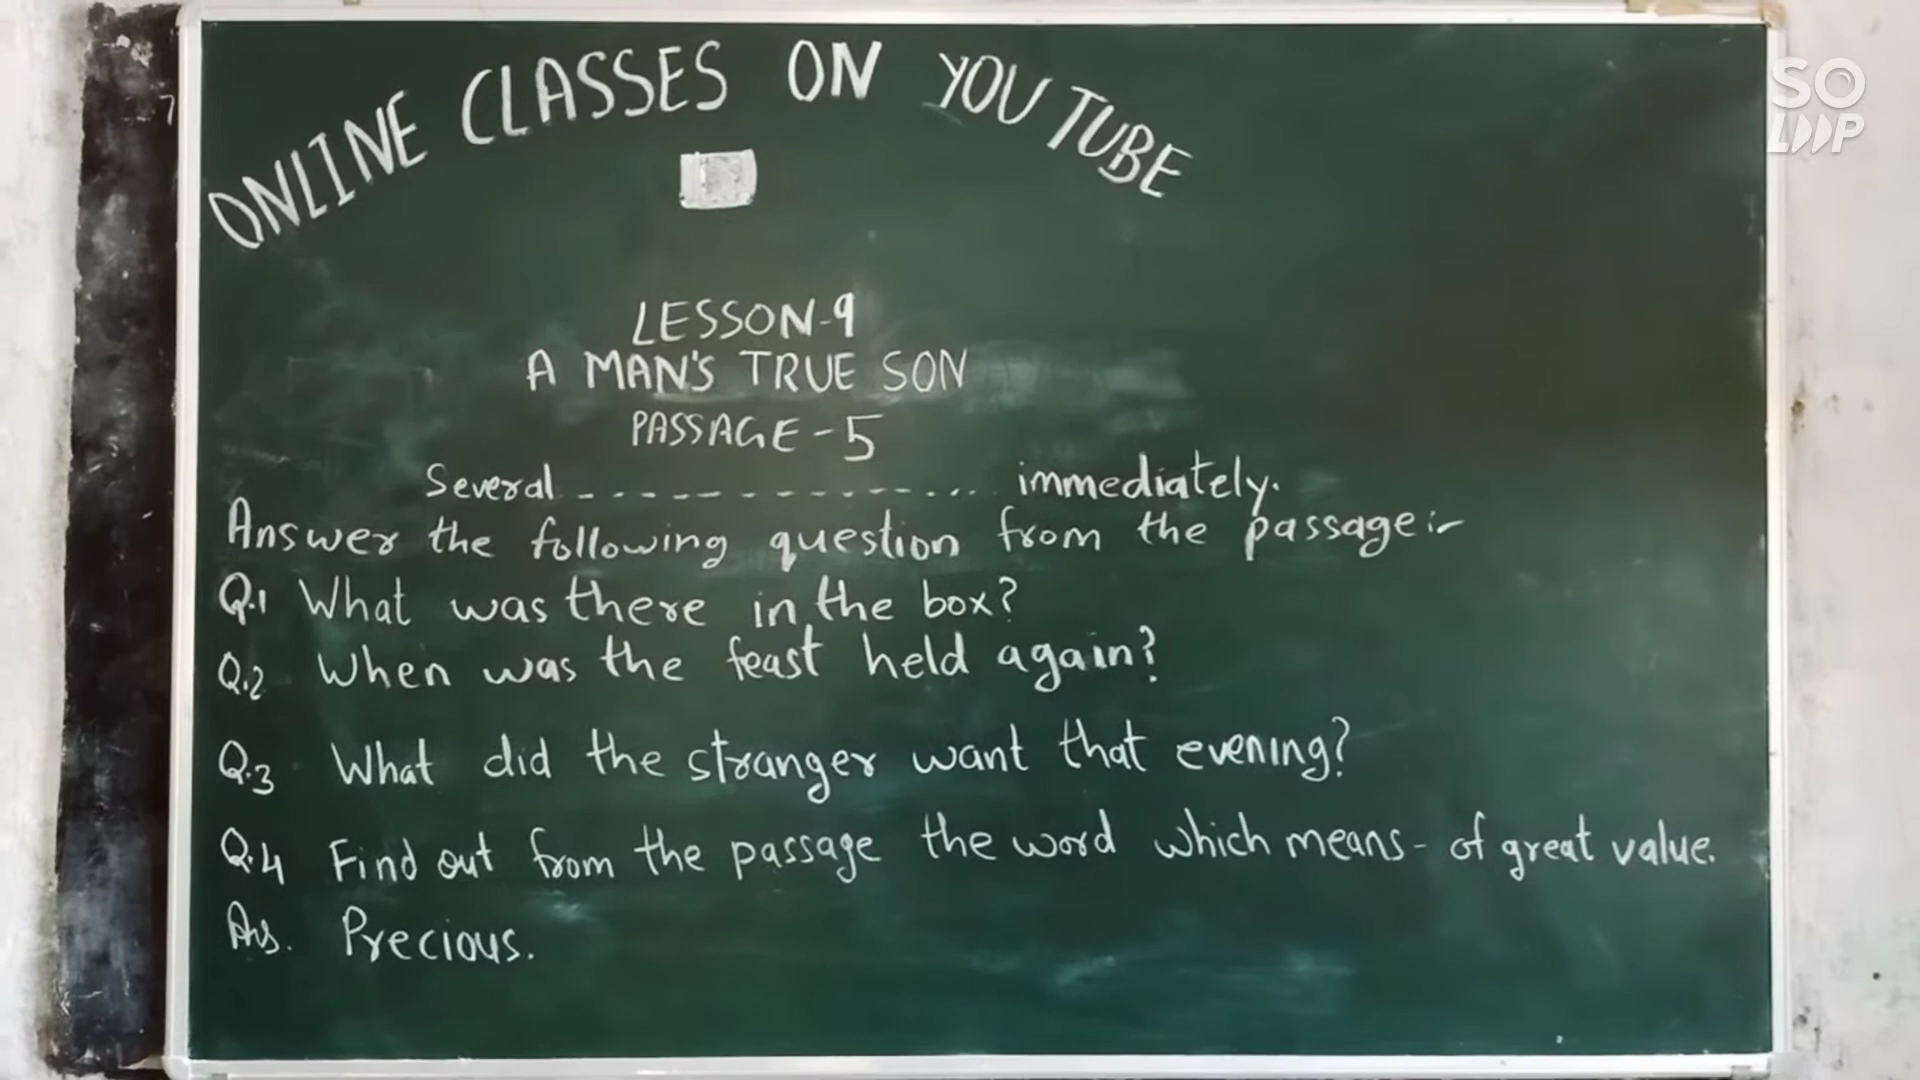 ONLINE CLASSES ON YOU TUBE
SO
LOOP
LESSON-9
A MAN'S TRUE SON
PASSAGE-5
Several ................ immediately.
Answer the following question from the passage:-
Q.1 What was there in the box?
Q.2 When was the feast held again?
Q.3 What did the stranger want that evening?
Q.4 Find out from the passage the word which means - of great value.
Ans. Precious.